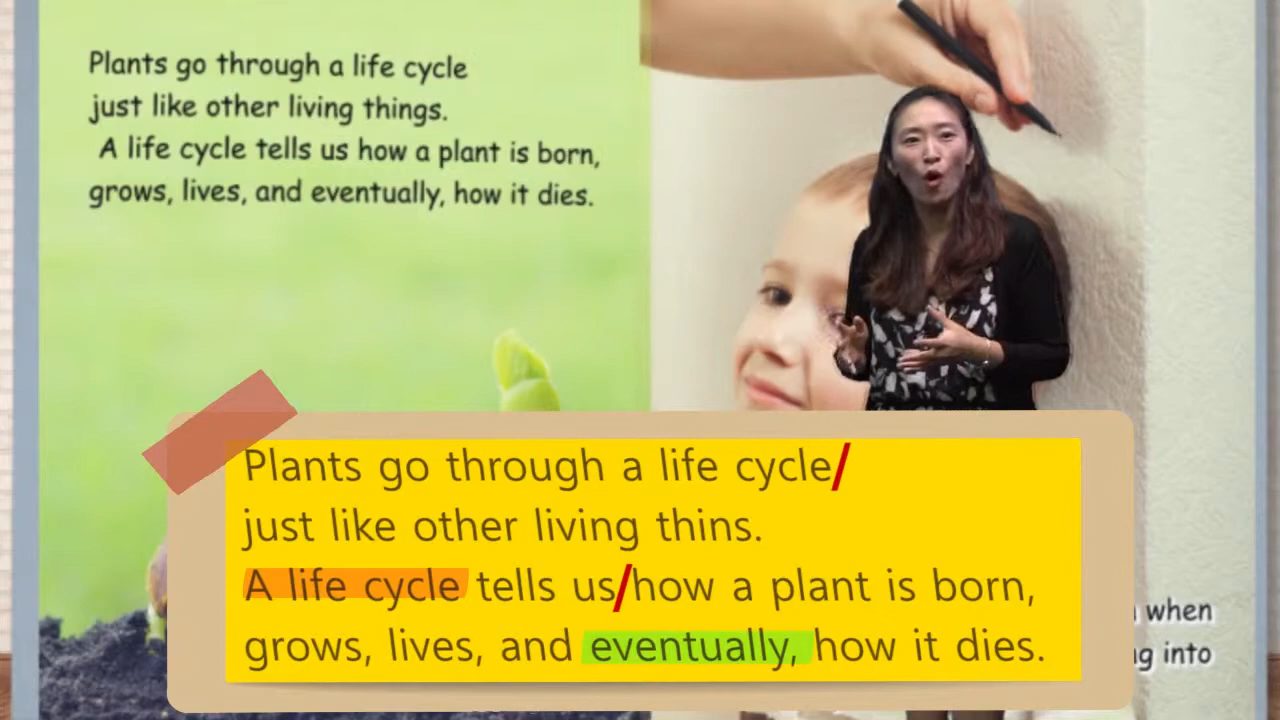 Plants go through a life cycle
just like other living things.
A life cycle tells us how a plant is born,
grows, lives, and eventually, how it dies.
Plants go through a life cycle/
just like other living thins.
A life cycle tells us/how a plant is born,
grows, lives, and eventually, how it dies.
when
into